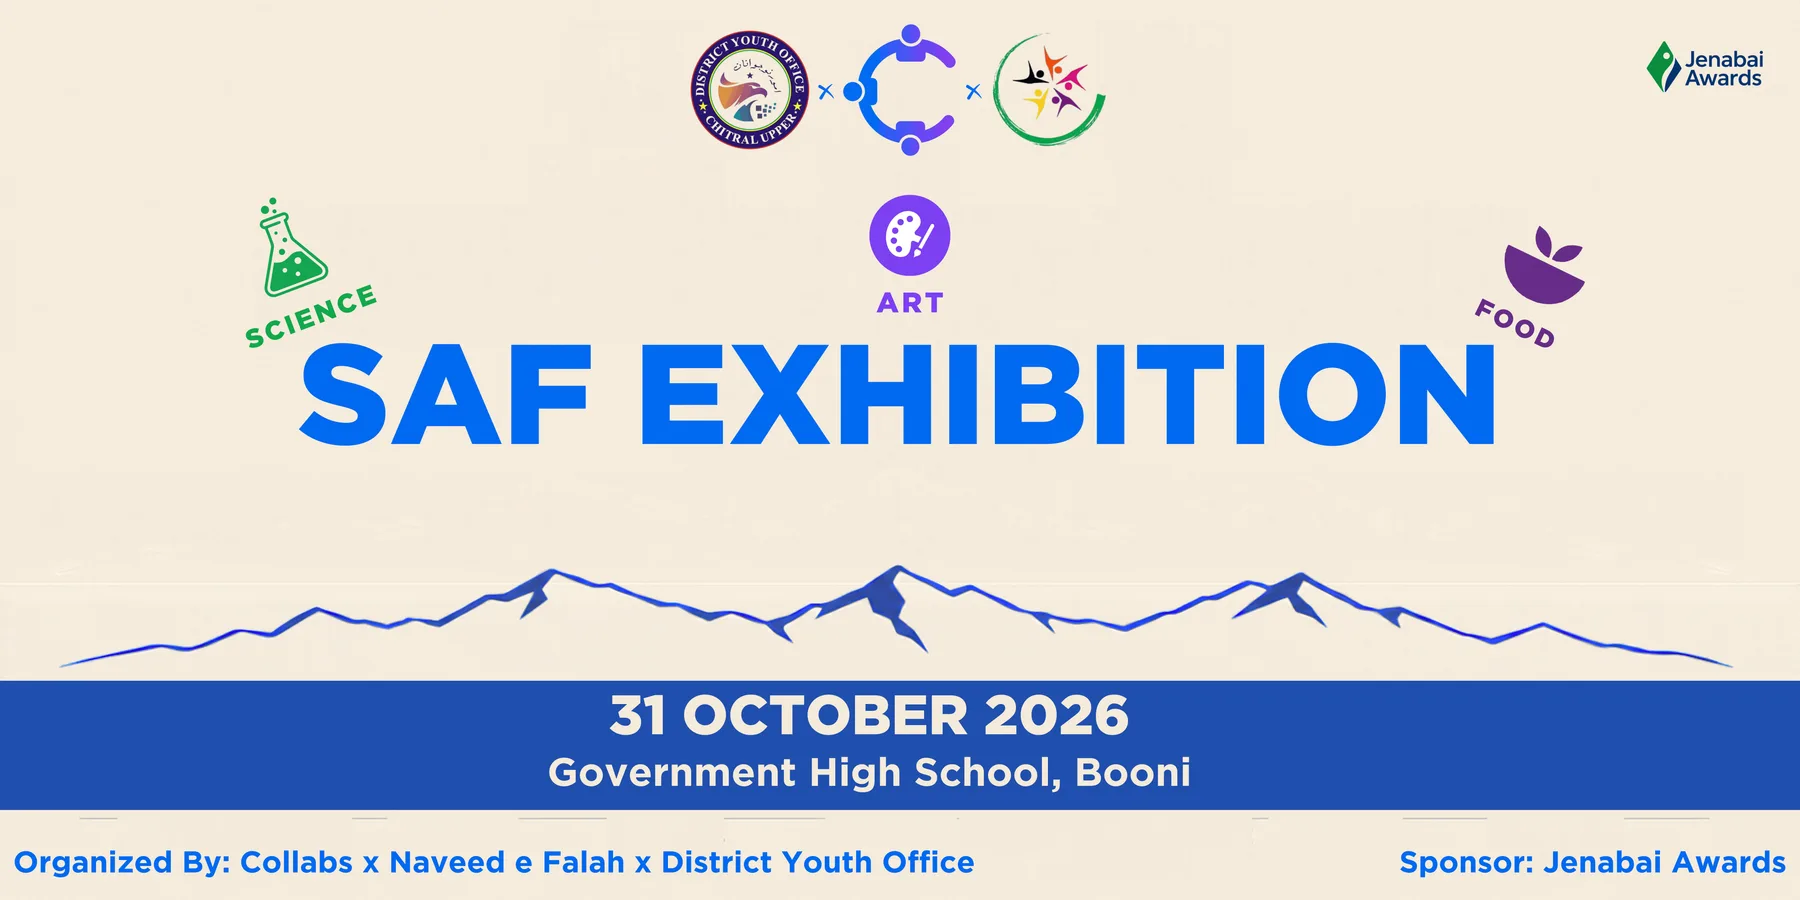 DISTRICT YOUTH OFFICE
CHITRAL UPPER
Jenabai
Awards
SCIENCE
ART
FOOD
SAF EXHIBITION
31 OCTOBER 2026
Government High School, Booni
Organized By: Collabs x Naveed e Falah x District Youth Office
Sponsor: Jenabai Awards